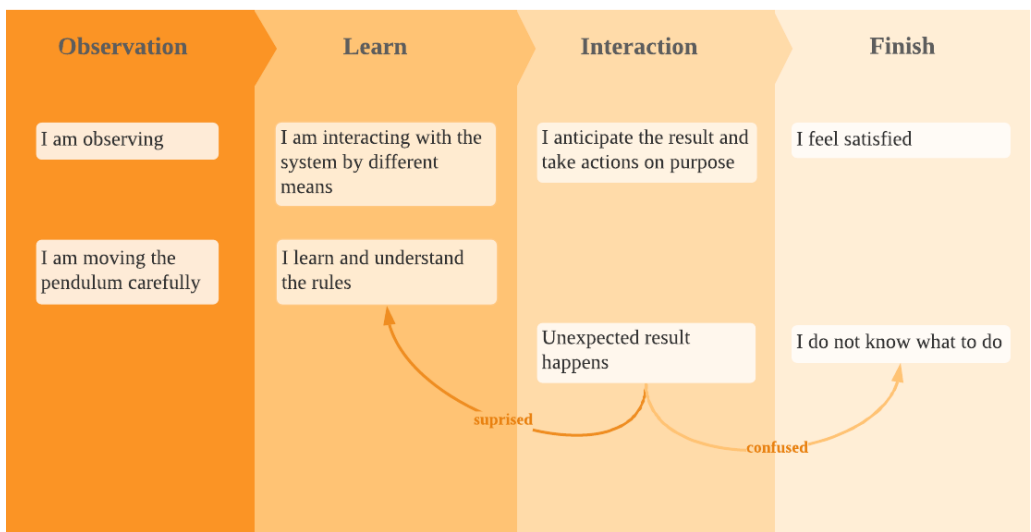 Observation
Learn
Interaction
Finish
I am observing
I am interacting with the
system by different
means
I anticipate the result and
take actions on purpose
I feel satisfied
I am moving the
pendulum carefully
I learn and understand
the rules
Unexpected result
happens
I do not know what to do
suprised
confused